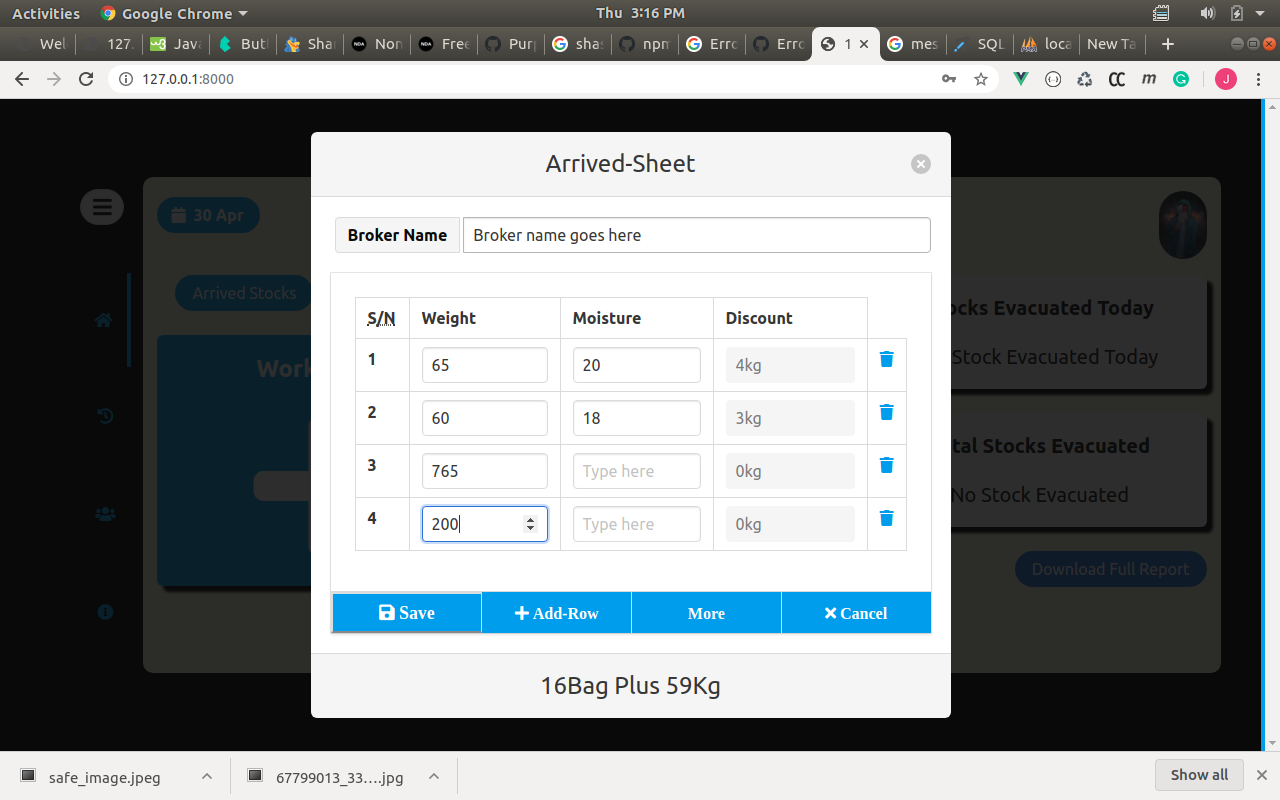 Activities Google Chrome Thu 3:16 PM
Wel 127. Java Butt Shar Non Free Purp shas npm Erro Erro 1 mes SQL loca New Ta
127.0.0.1:8000 CC m J
Arrived-Sheet
30 Apr
Broker Name Broker name goes here
Arrived Stocks
S/N Weight Moisture Discount
ocks Evacuated Today
1 65 20 4kg
Stock Evacuated Today
Work
2 60 18 3kg
tal Stocks Evacuated
3 765 Type here 0kg
No Stock Evacuated
4 200 Type here 0kg
Download Full Report
Save Add-Row More Cancel
16Bag Plus 59Kg
safe_image.jpeg 67799013_33....jpg Show all